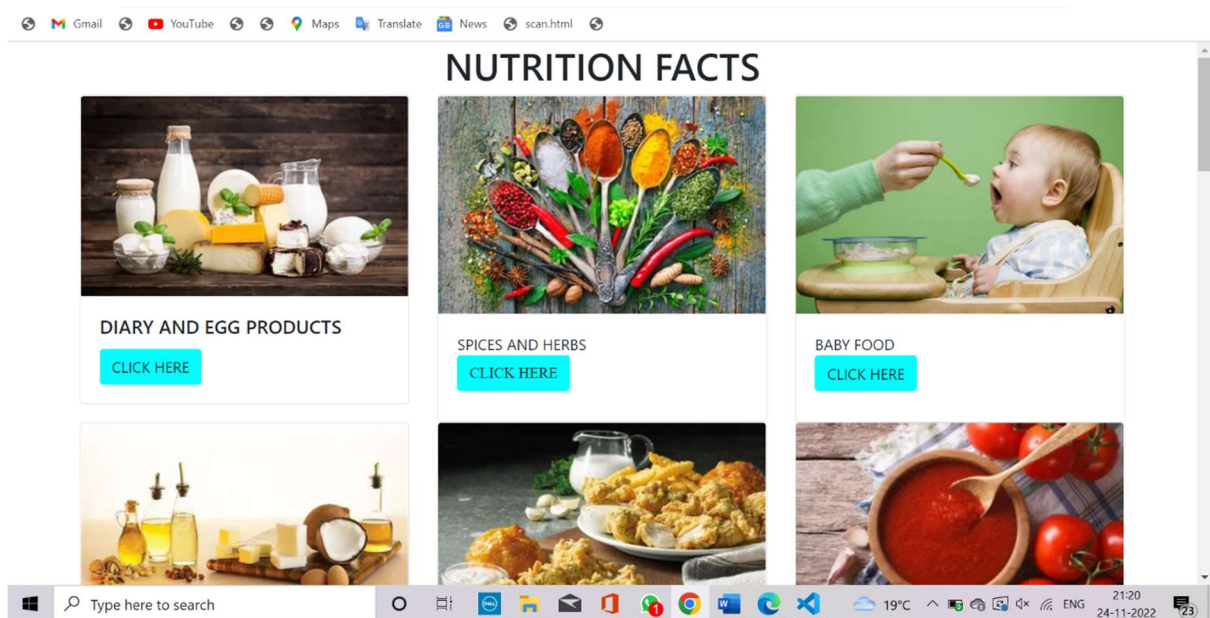 Gmail YouTube Maps Translate News scan.html
NUTRITION FACTS
DIARY AND EGG PRODUCTS
CLICK HERE
SPICES AND HERBS
CLICK HERE
BABY FOOD
CLICK HERE
Type here to search
DELL
19°C ENG 21:20
24-11-2022 23